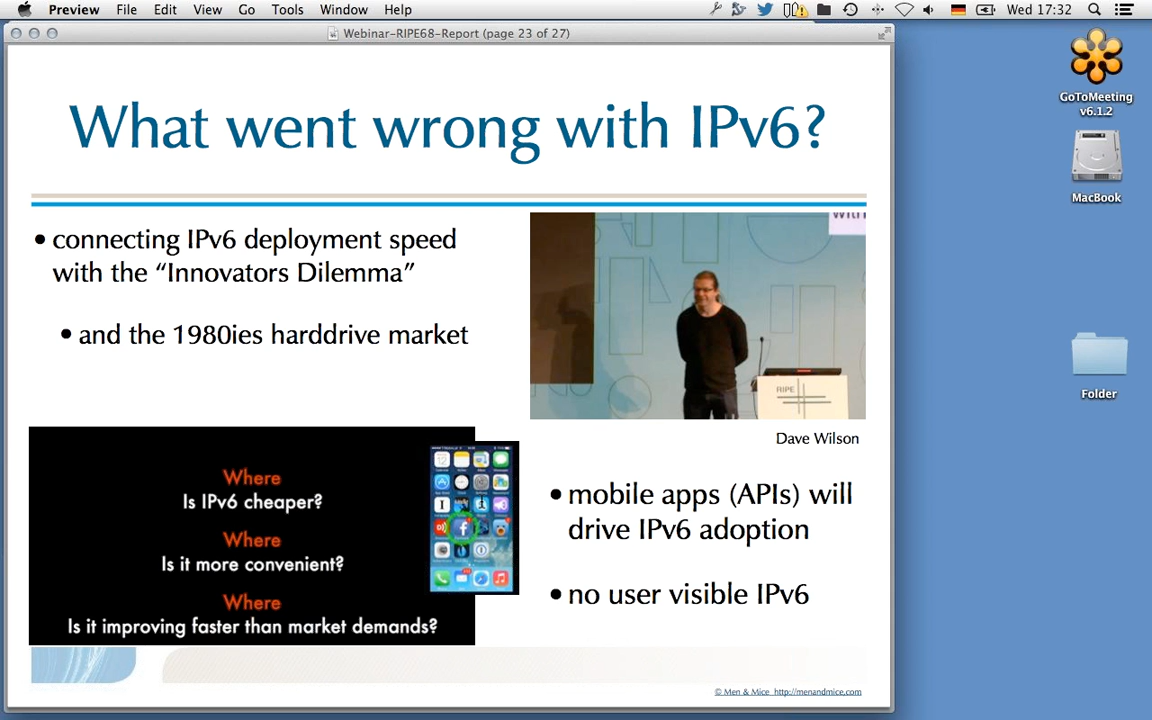 Preview File Edit View Go Tools Window Help Wed 17:32
Webinar-RIPE68-Report (page 23 of 27)
GoToMeeting
v6.1.2
MacBook
Folder
What went wrong with IPv6?
• connecting IPv6 deployment speed
with the “Innovators Dilemma”
• and the 1980ies harddrive market
RIPE
Dave Wilson
Where
Is IPv6 cheaper?
Where
Is it more convenient?
Where
Is it improving faster than market demands?
• mobile apps (APIs) will
drive IPv6 adoption
• no user visible IPv6
© Men & Mice http://menandmice.com